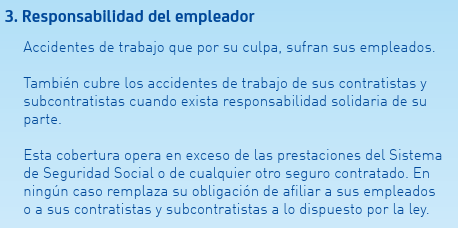 3. Responsabilidad del empleador
Accidentes de trabajo que por su culpa, sufran sus empleados.
También cubre los accidentes de trabajo de sus contratistas y
subcontratistas cuando exista responsabilidad solidaria de su
parte.
Esta cobertura opera en exceso de las prestaciones del Sistema
de Seguridad Social o de cualquier otro seguro contratado. En
ningún caso remplaza su obligación de afiliar a sus empleados
o a sus contratistas y subcontratistas a lo dispuesto por la ley.